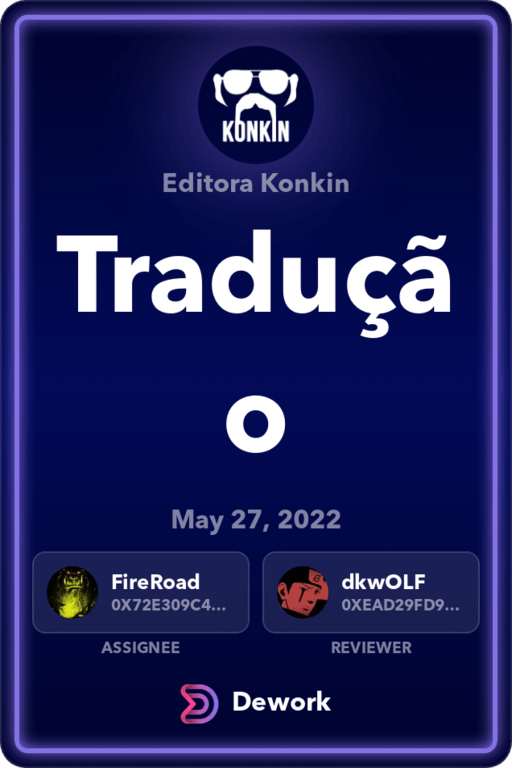 KONKIN
Editora Konkin
Traduçã
o
May 27, 2022
FireRoad
0X72E309C4...
dkwOLF
0XEAD29FD9...
ASSIGNEE
REVIEWER
Dework